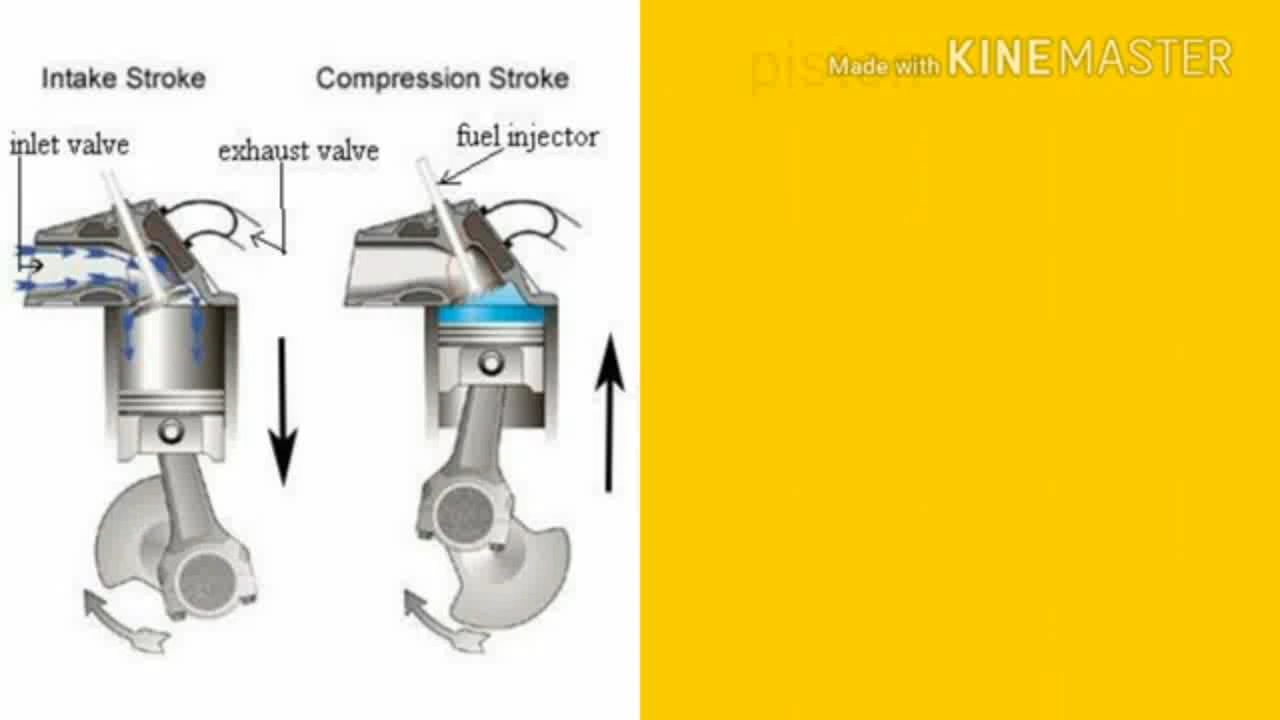 Intake Stroke
Compression Stroke
inlet valve
exhaust valve
fuel injector
Made with KINEMASTER